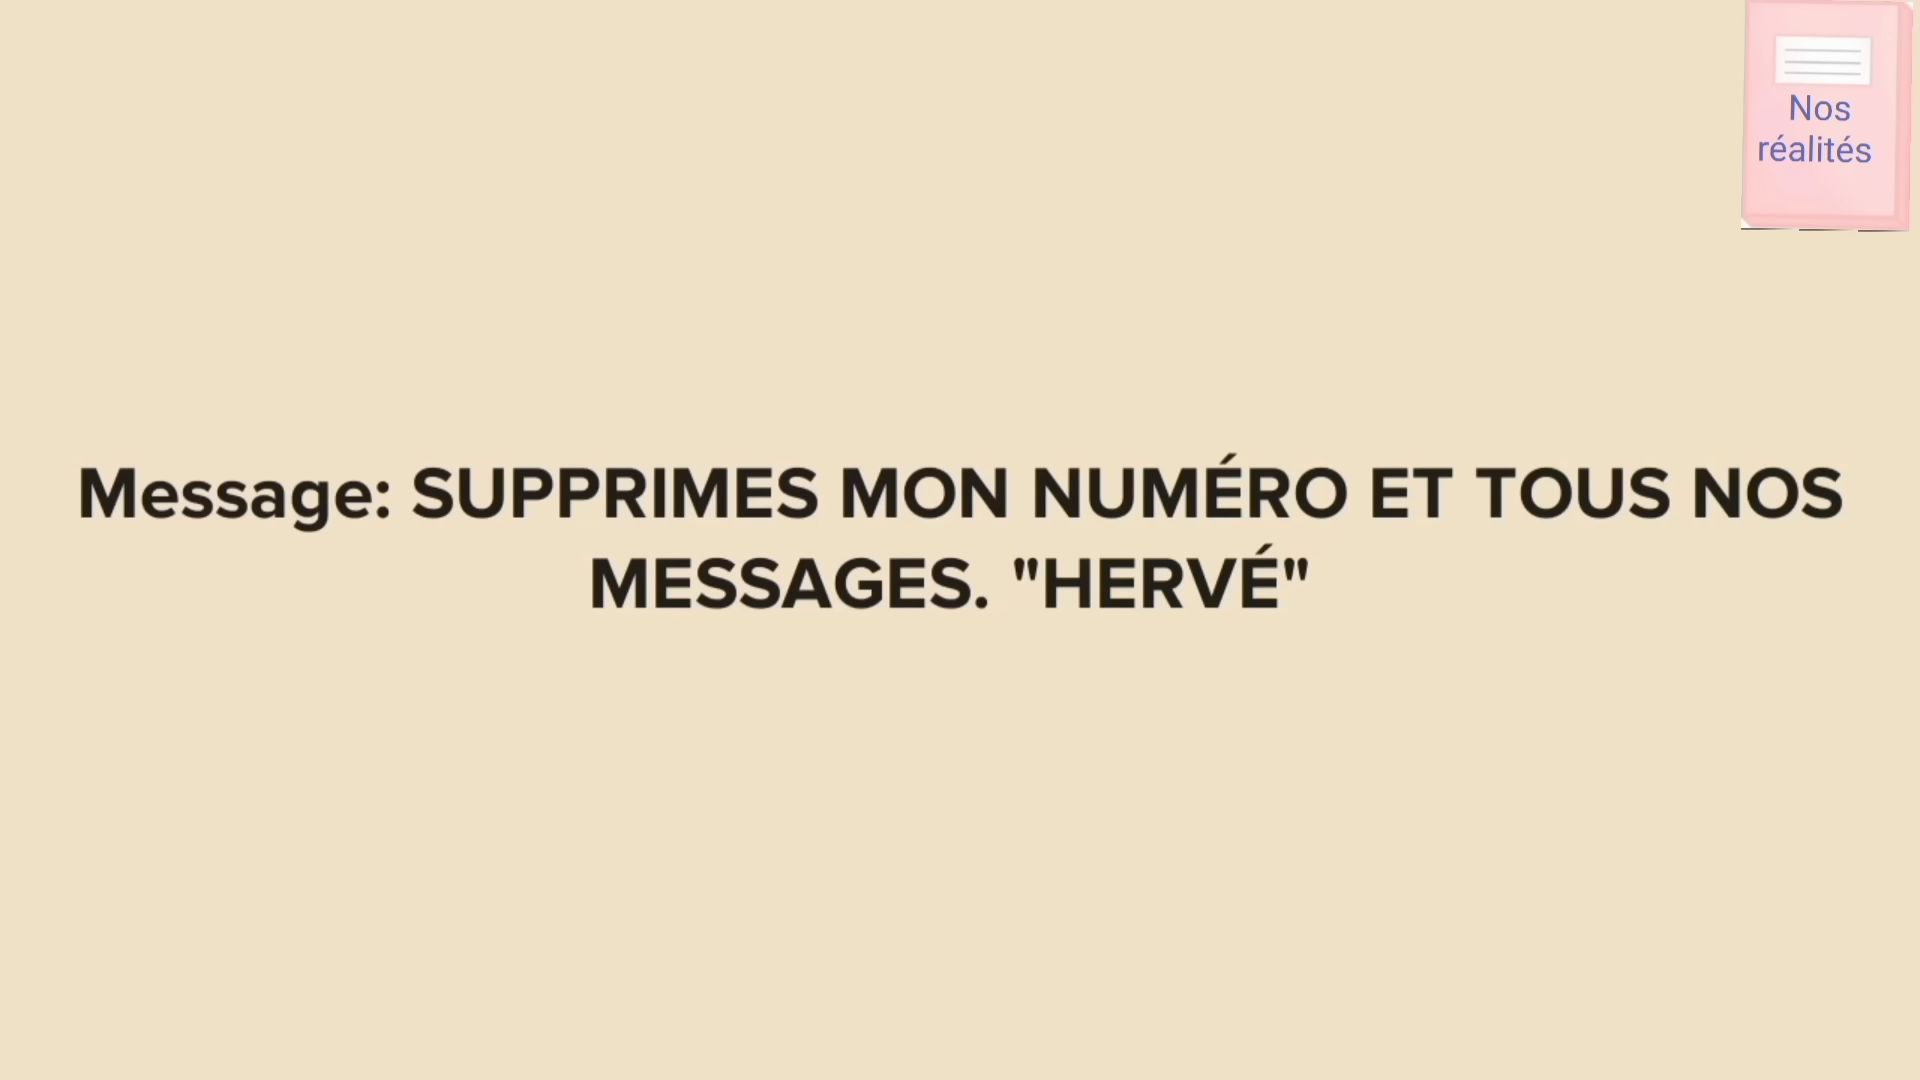 Nos
réalités
Message: SUPPRIMES MON NUMÉRO ET TOUS NOS
MESSAGES. "HERVÉ"